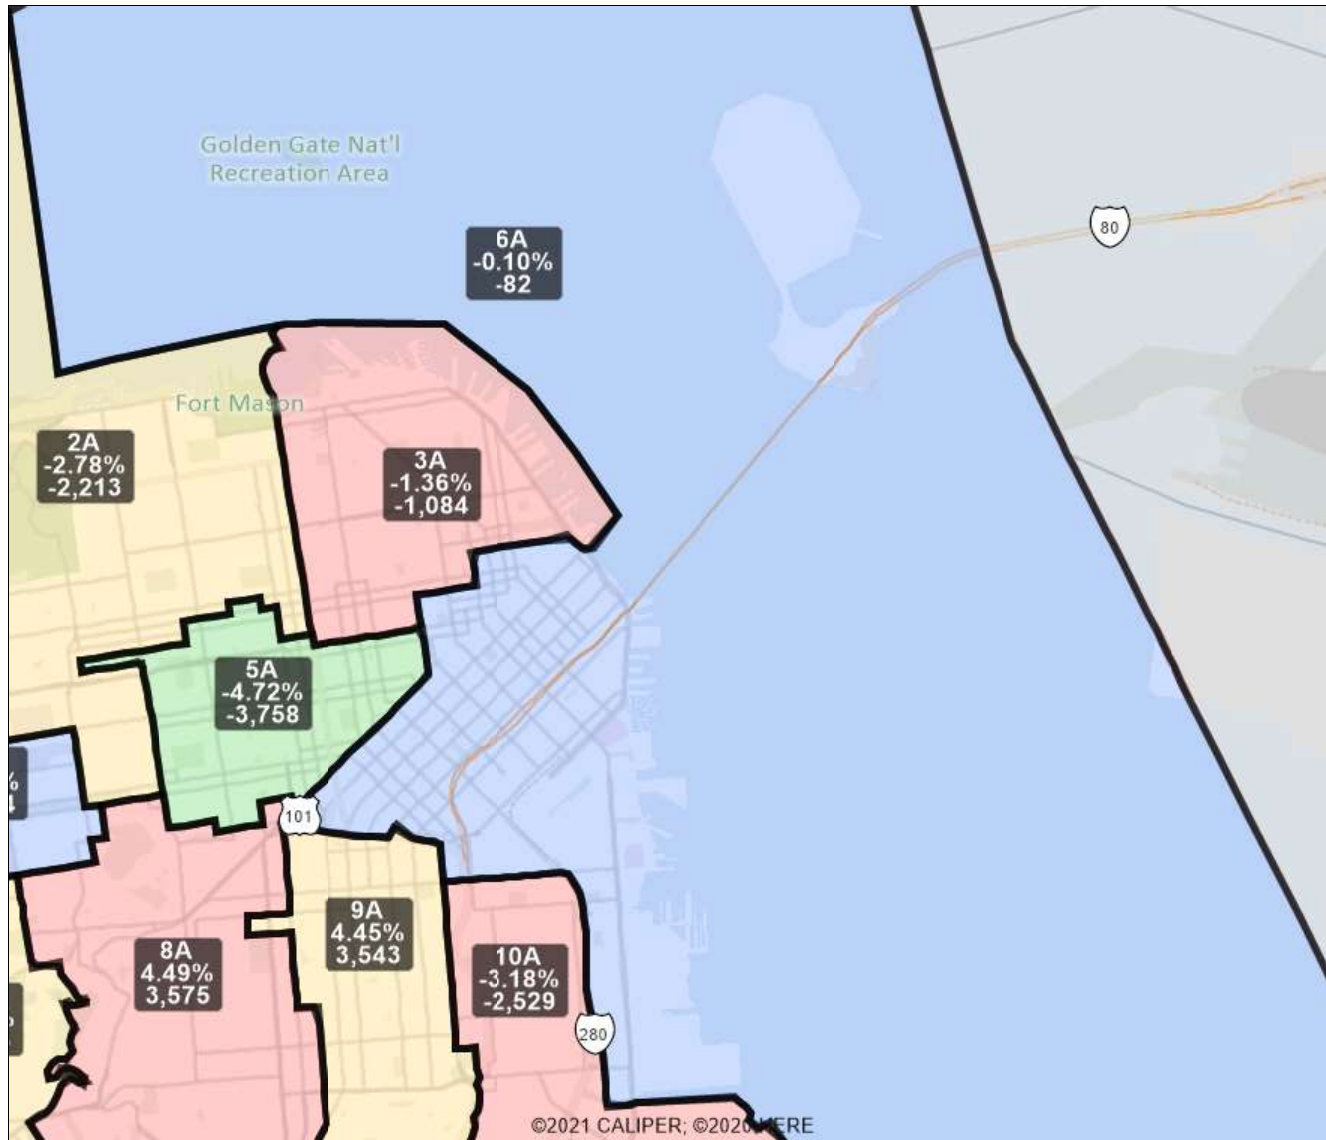 Golden Gate Nat'l
Recreation Area
6A
-0.10%
-82
80
Fort Mason
2A
-2.78%
-2,213
3A
-1.36%
-1,084
5A
-4.72%
-3,758
%
101
9A
4.45%
3,543
8A
4.49%
3,575
10A
-3.18%
-2,529
280
©2021 CALIPER; ©2020 HERE